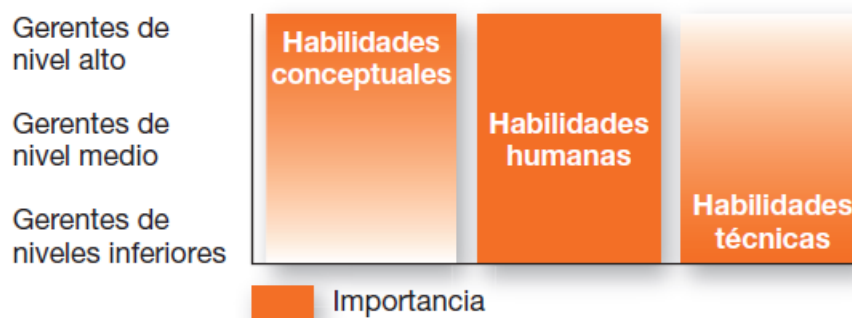 Gerentes de
nivel alto
Gerentes de
nivel medio
Gerentes de
niveles inferiores
Habilidades
conceptuales
Habilidades
humanas
Habilidades
técnicas
Importancia